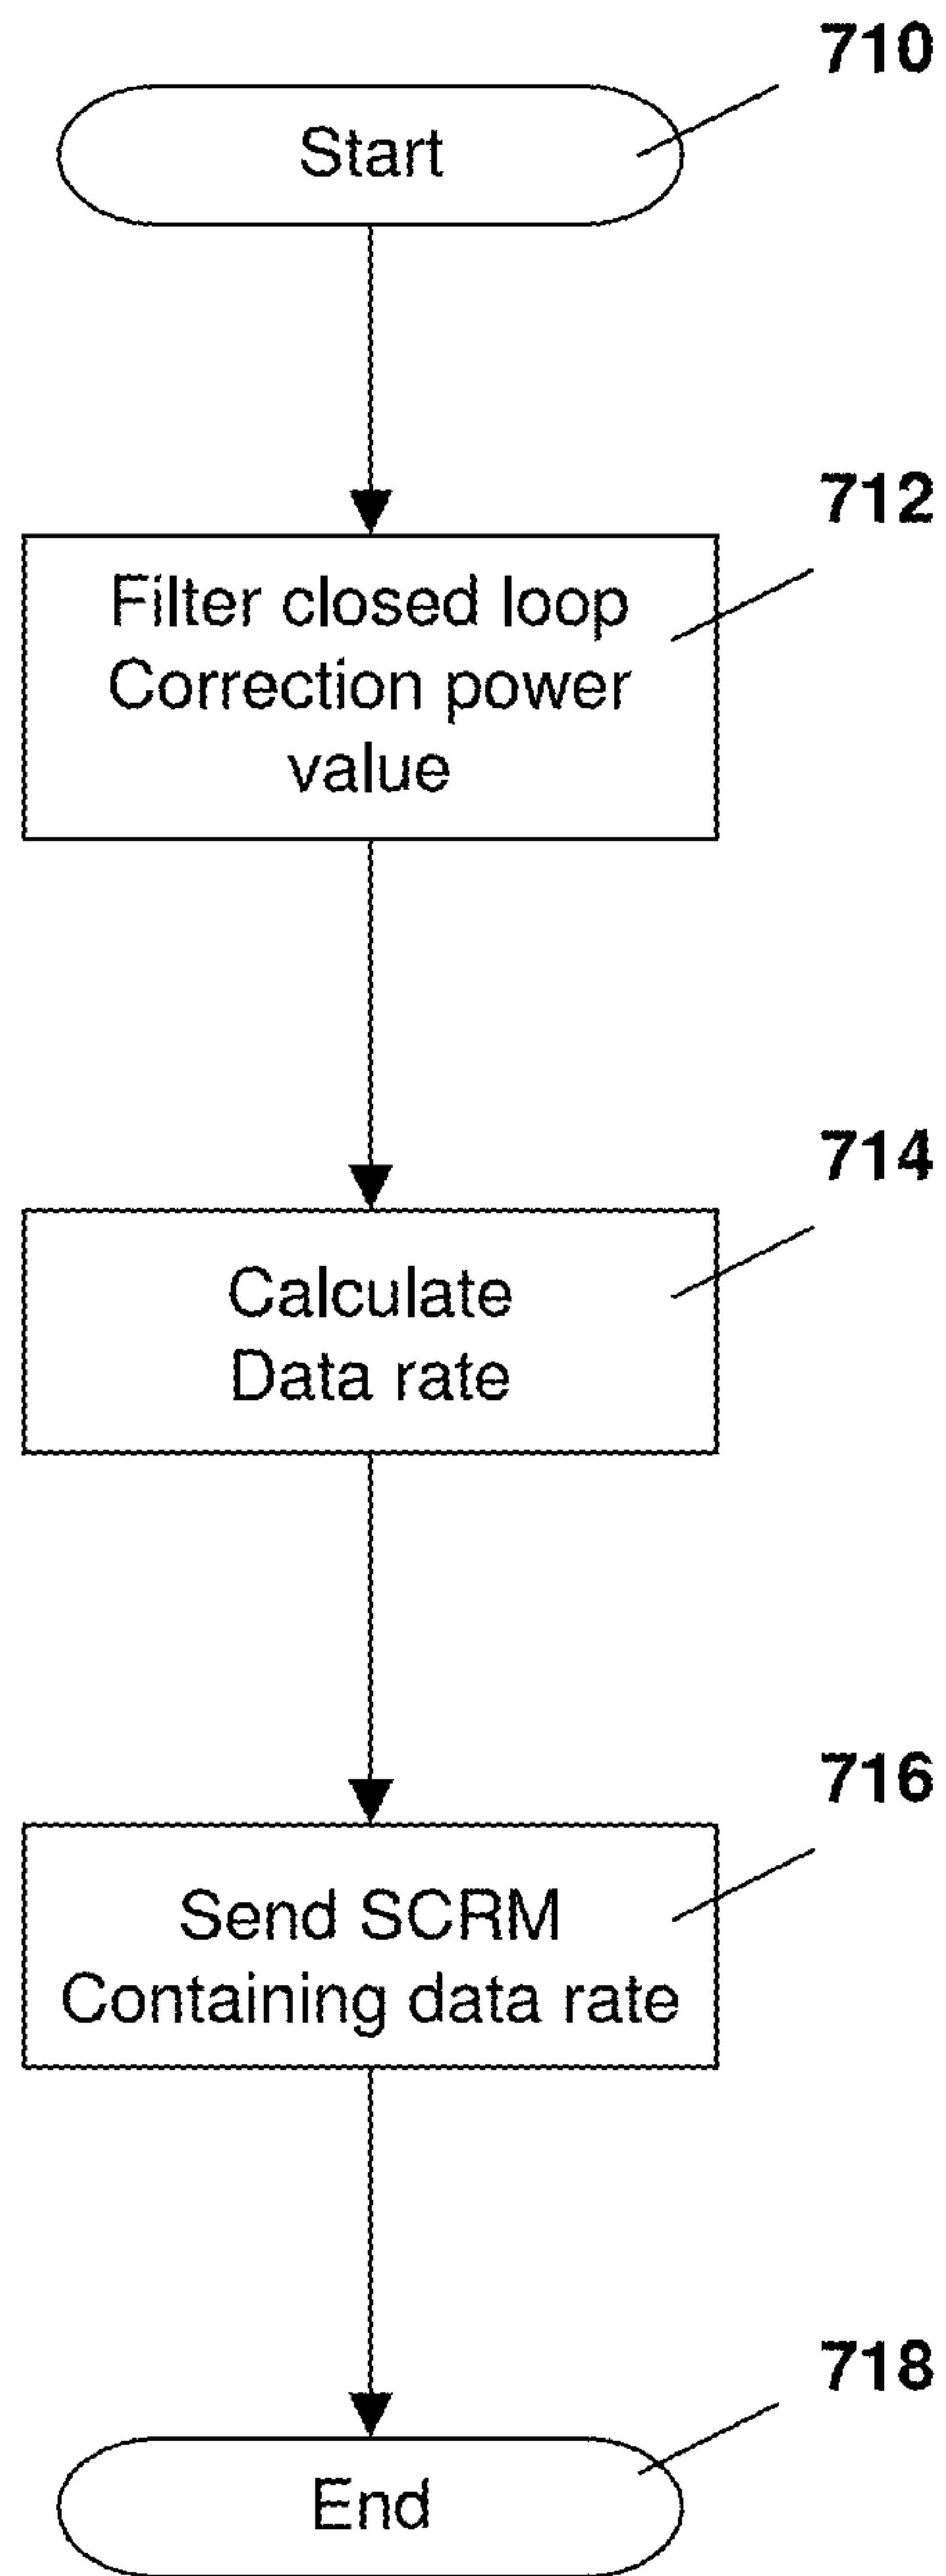 710
Start
712
Filter closed loop
Correction power
value
714
Calculate
Data rate
716
Send SCRM
Containing data rate
718
End